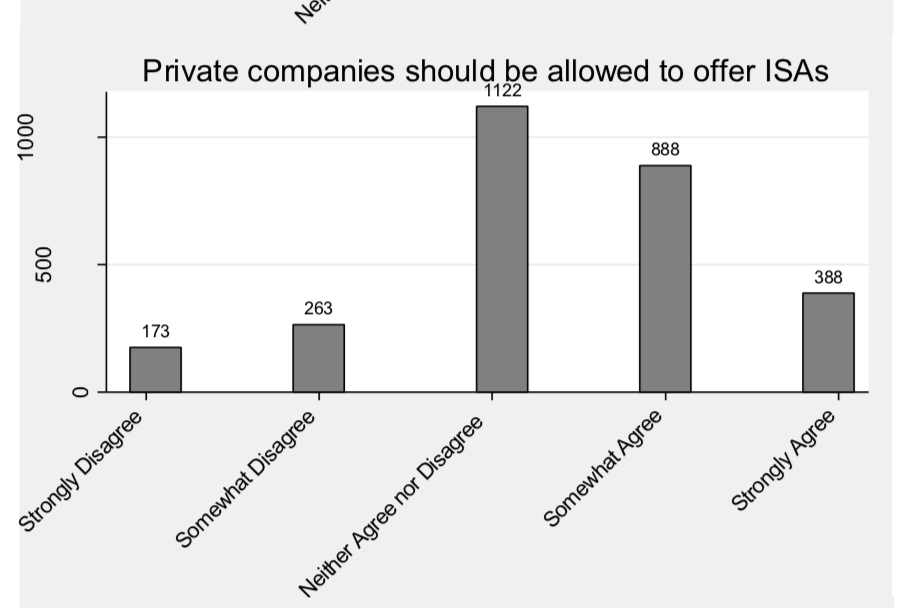 Private companies should be allowed to offer ISAs
1122
1000
888
500
388
263
173
0
Strongly Disagree
Somewhat Disagree
Neither Agree nor Disagree
Somewhat Agree
Strongly Agree